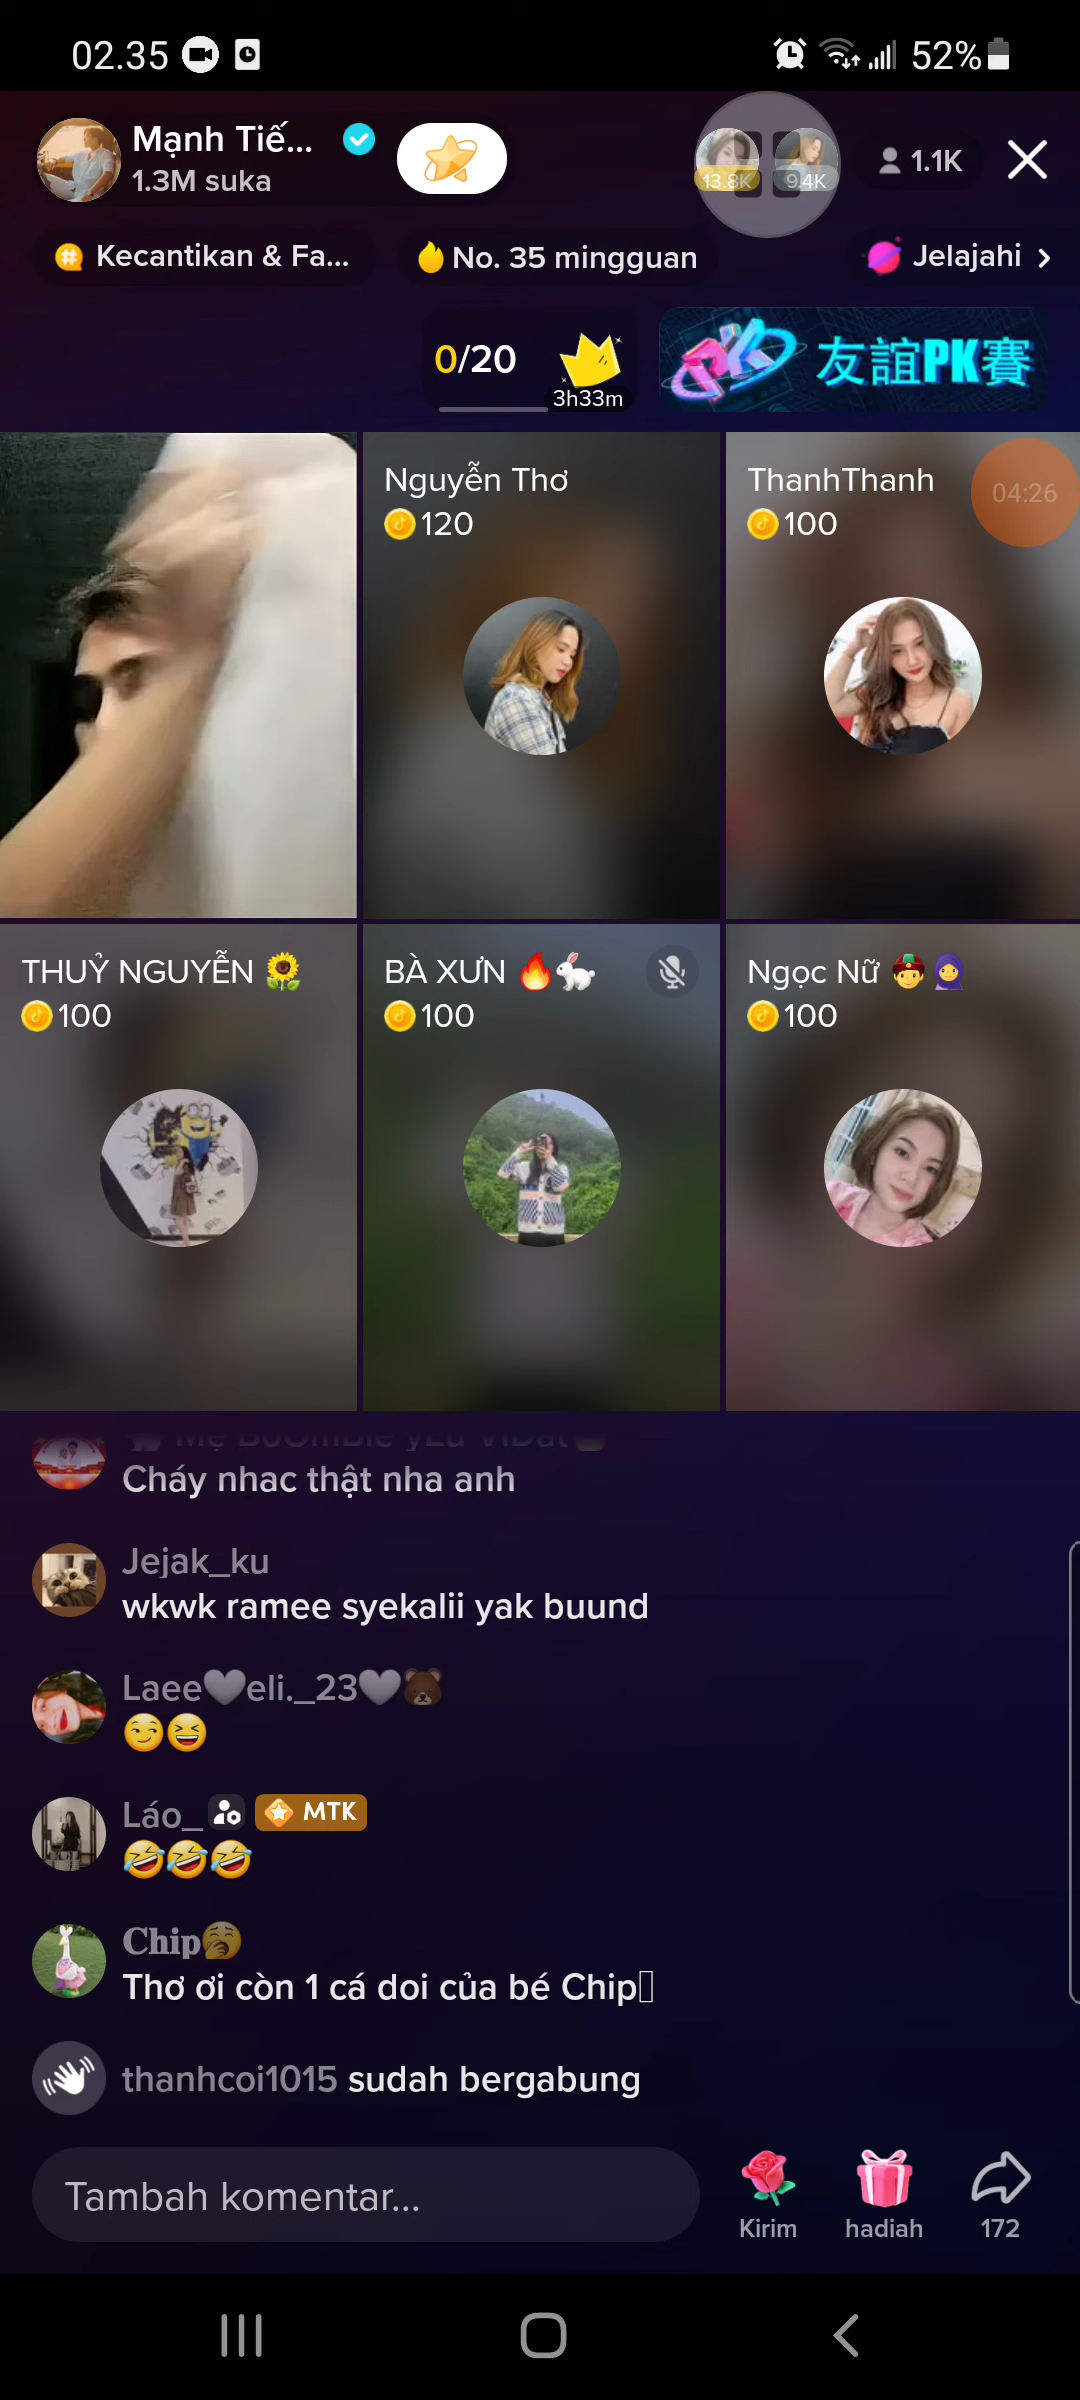 02.35
52%
Mạnh Tiế...
1.3M suka
13.8K
9.4K
1.1K
Kecantikan & Fa...
No. 35 mingguan
Jelajahi
0/20
3h33m
友誼PK賽
Nguyễn Thơ
120
ThanhThanh
100
04:26
THUỶ NGUYỄN 🌻
100
BÀ XƯN 🔥🐇
100
Ngọc Nữ 👲🧕
100
Cháy nhac thật nha anh
Jejak_ku
wkwk ramee syekalii yak buund
Laee🤍eli._23🤍🐻
😏😆
Láo_ MTK
🤣🤣🤣
Chip🥱
Thơ ơi còn 1 cá doi của bé Chip
thanhcoi1015 sudah bergabung
Tambah komentar...
Kirim
hadiah
172